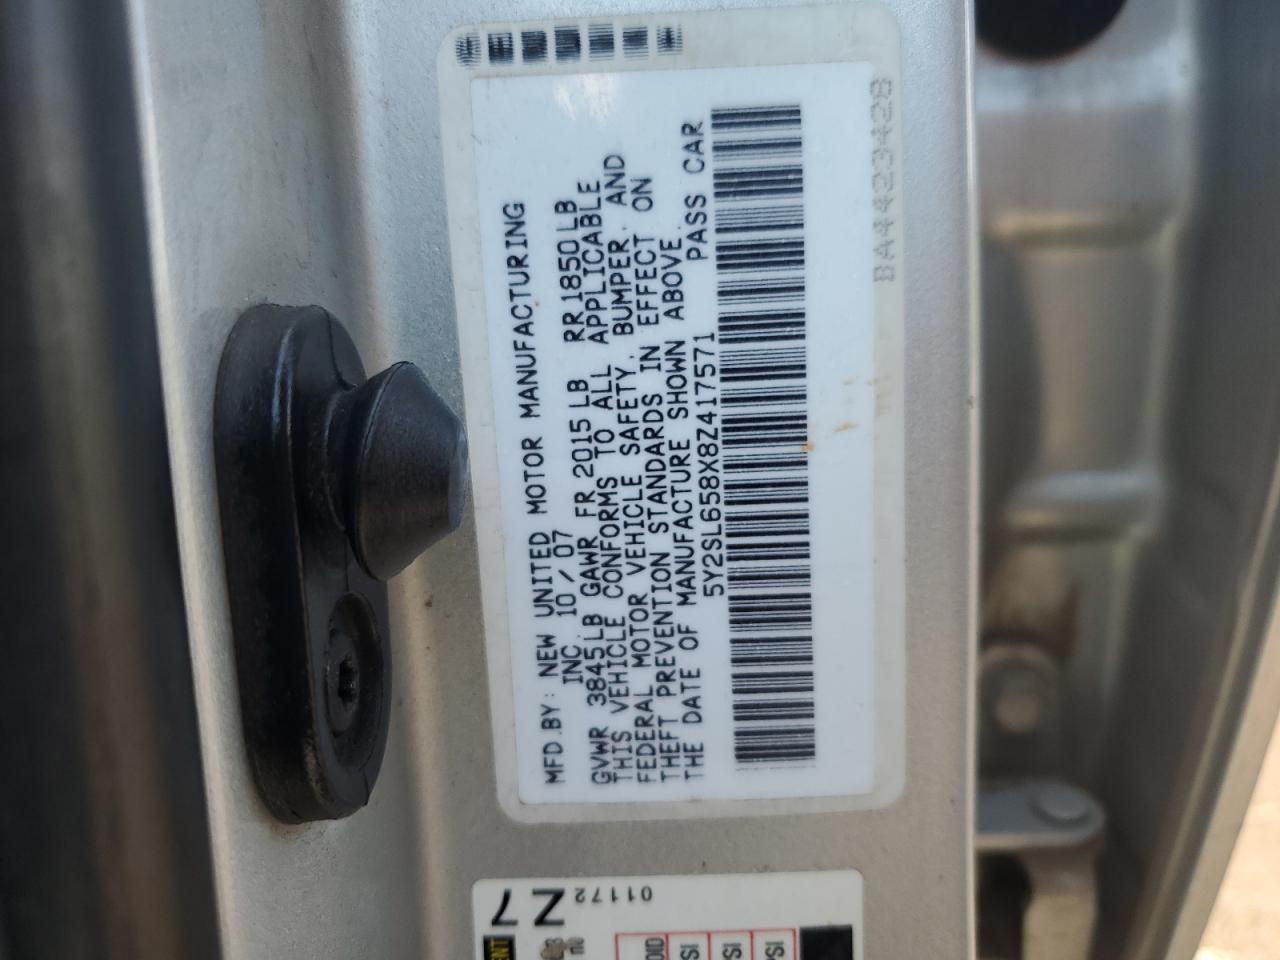 MFD.BY: NEW UNITED MOTOR MANUFACTURING
INC. 10/07
GVWR 3845LB GAWR FR 2015LB RR 1850LB
THIS VEHICLE CONFORMS TO ALL APPLICABLE
FEDERAL MOTOR VEHICLE SAFETY, BUMPER, AND
THEFT PREVENTION STANDARDS IN EFFECT ON
THE DATE OF MANUFACTURE SHOWN ABOVE.
5Y2SL658X8Z417571 PASS CAR
BA4423428
Z7
01172
PSI
PSI